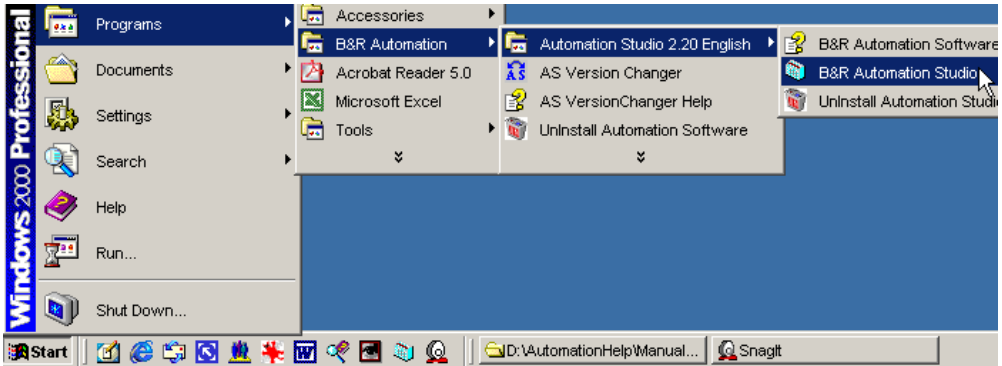 Windows 2000 Professional
Programs
Documents
Settings
Search
Help
Run...
Shut Down...
Accessories
B&R Automation
Acrobat Reader 5.0
Microsoft Excel
Tools
Automation Studio 2.20 English
AS Version Changer
AS VersionChanger Help
UnInstall Automation Software
B&R Automation Software
B&R Automation Studio
UnInstall Automation Studi
Start
D:\AutomationHelp\Manual...
SnagIt